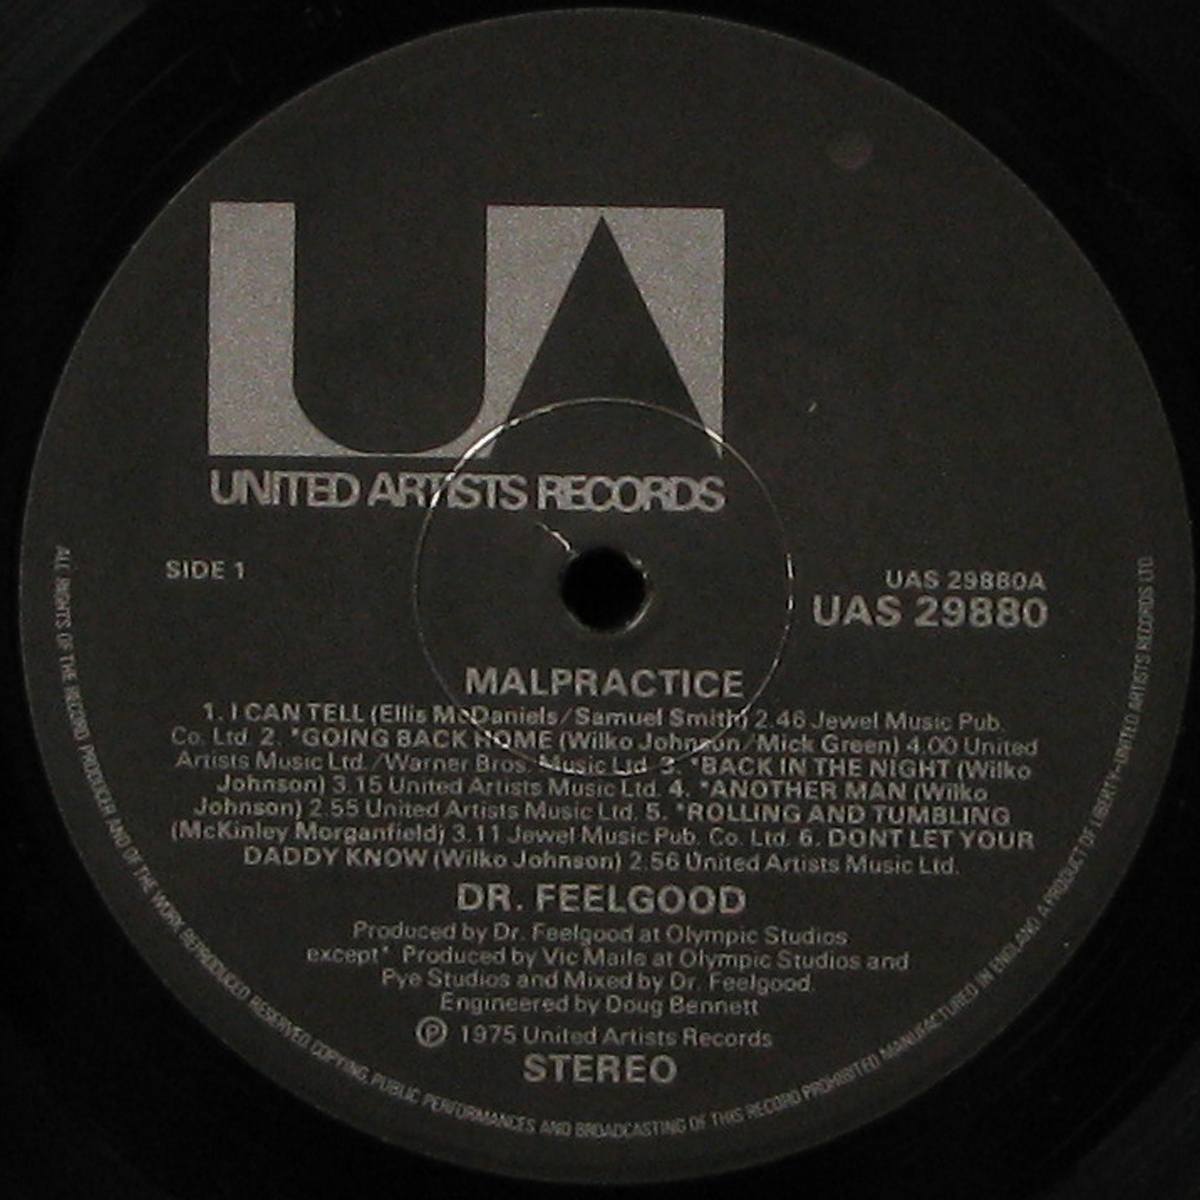 UA
UNITED ARTISTS RECORDS
SIDE 1
UAS 29880A
UAS 29880
MALPRACTICE
1. I CAN TELL (Ellis McDaniels/Samuel Smith) 2.46 Jewel Music Pub.
Co. Ltd. 2. *GOING BACK HOME (Wilko Johnson/Mick Green) 4.00 United
Artists Music Ltd./Warner Bros. Music Ltd. 3. *BACK IN THE NIGHT (Wilko
Johnson) 3.15 United Artists Music Ltd. 4. *ANOTHER MAN (Wilko
Johnson) 2.55 United Artists Music Ltd. 5. *ROLLING AND TUMBLING
(McKinley Morganfield) 3.11 Jewel Music Pub. Co. Ltd. 6. DONT LET YOUR
DADDY KNOW (Wilko Johnson) 2.56 United Artists Music Ltd.
DR. FEELGOOD
Produced by Dr. Feelgood at Olympic Studios
except* Produced by Vic Maile at Olympic Studios and
Pye Studios and Mixed by Dr. Feelgood.
Engineered by Doug Bennett
Ⓟ 1975 United Artists Records
STEREO
ALL RIGHTS OF THE RECORD PRODUCER AND OF THE WORK REPRODUCED RESERVED. COPYING, PUBLIC PERFORMANCES AND BROADCASTING OF THIS RECORD PROHIBITED MANUFACTURED IN ENGLAND. A PRODUCT OF LIBERTY-UNITED ARTISTS RECORDS LTD